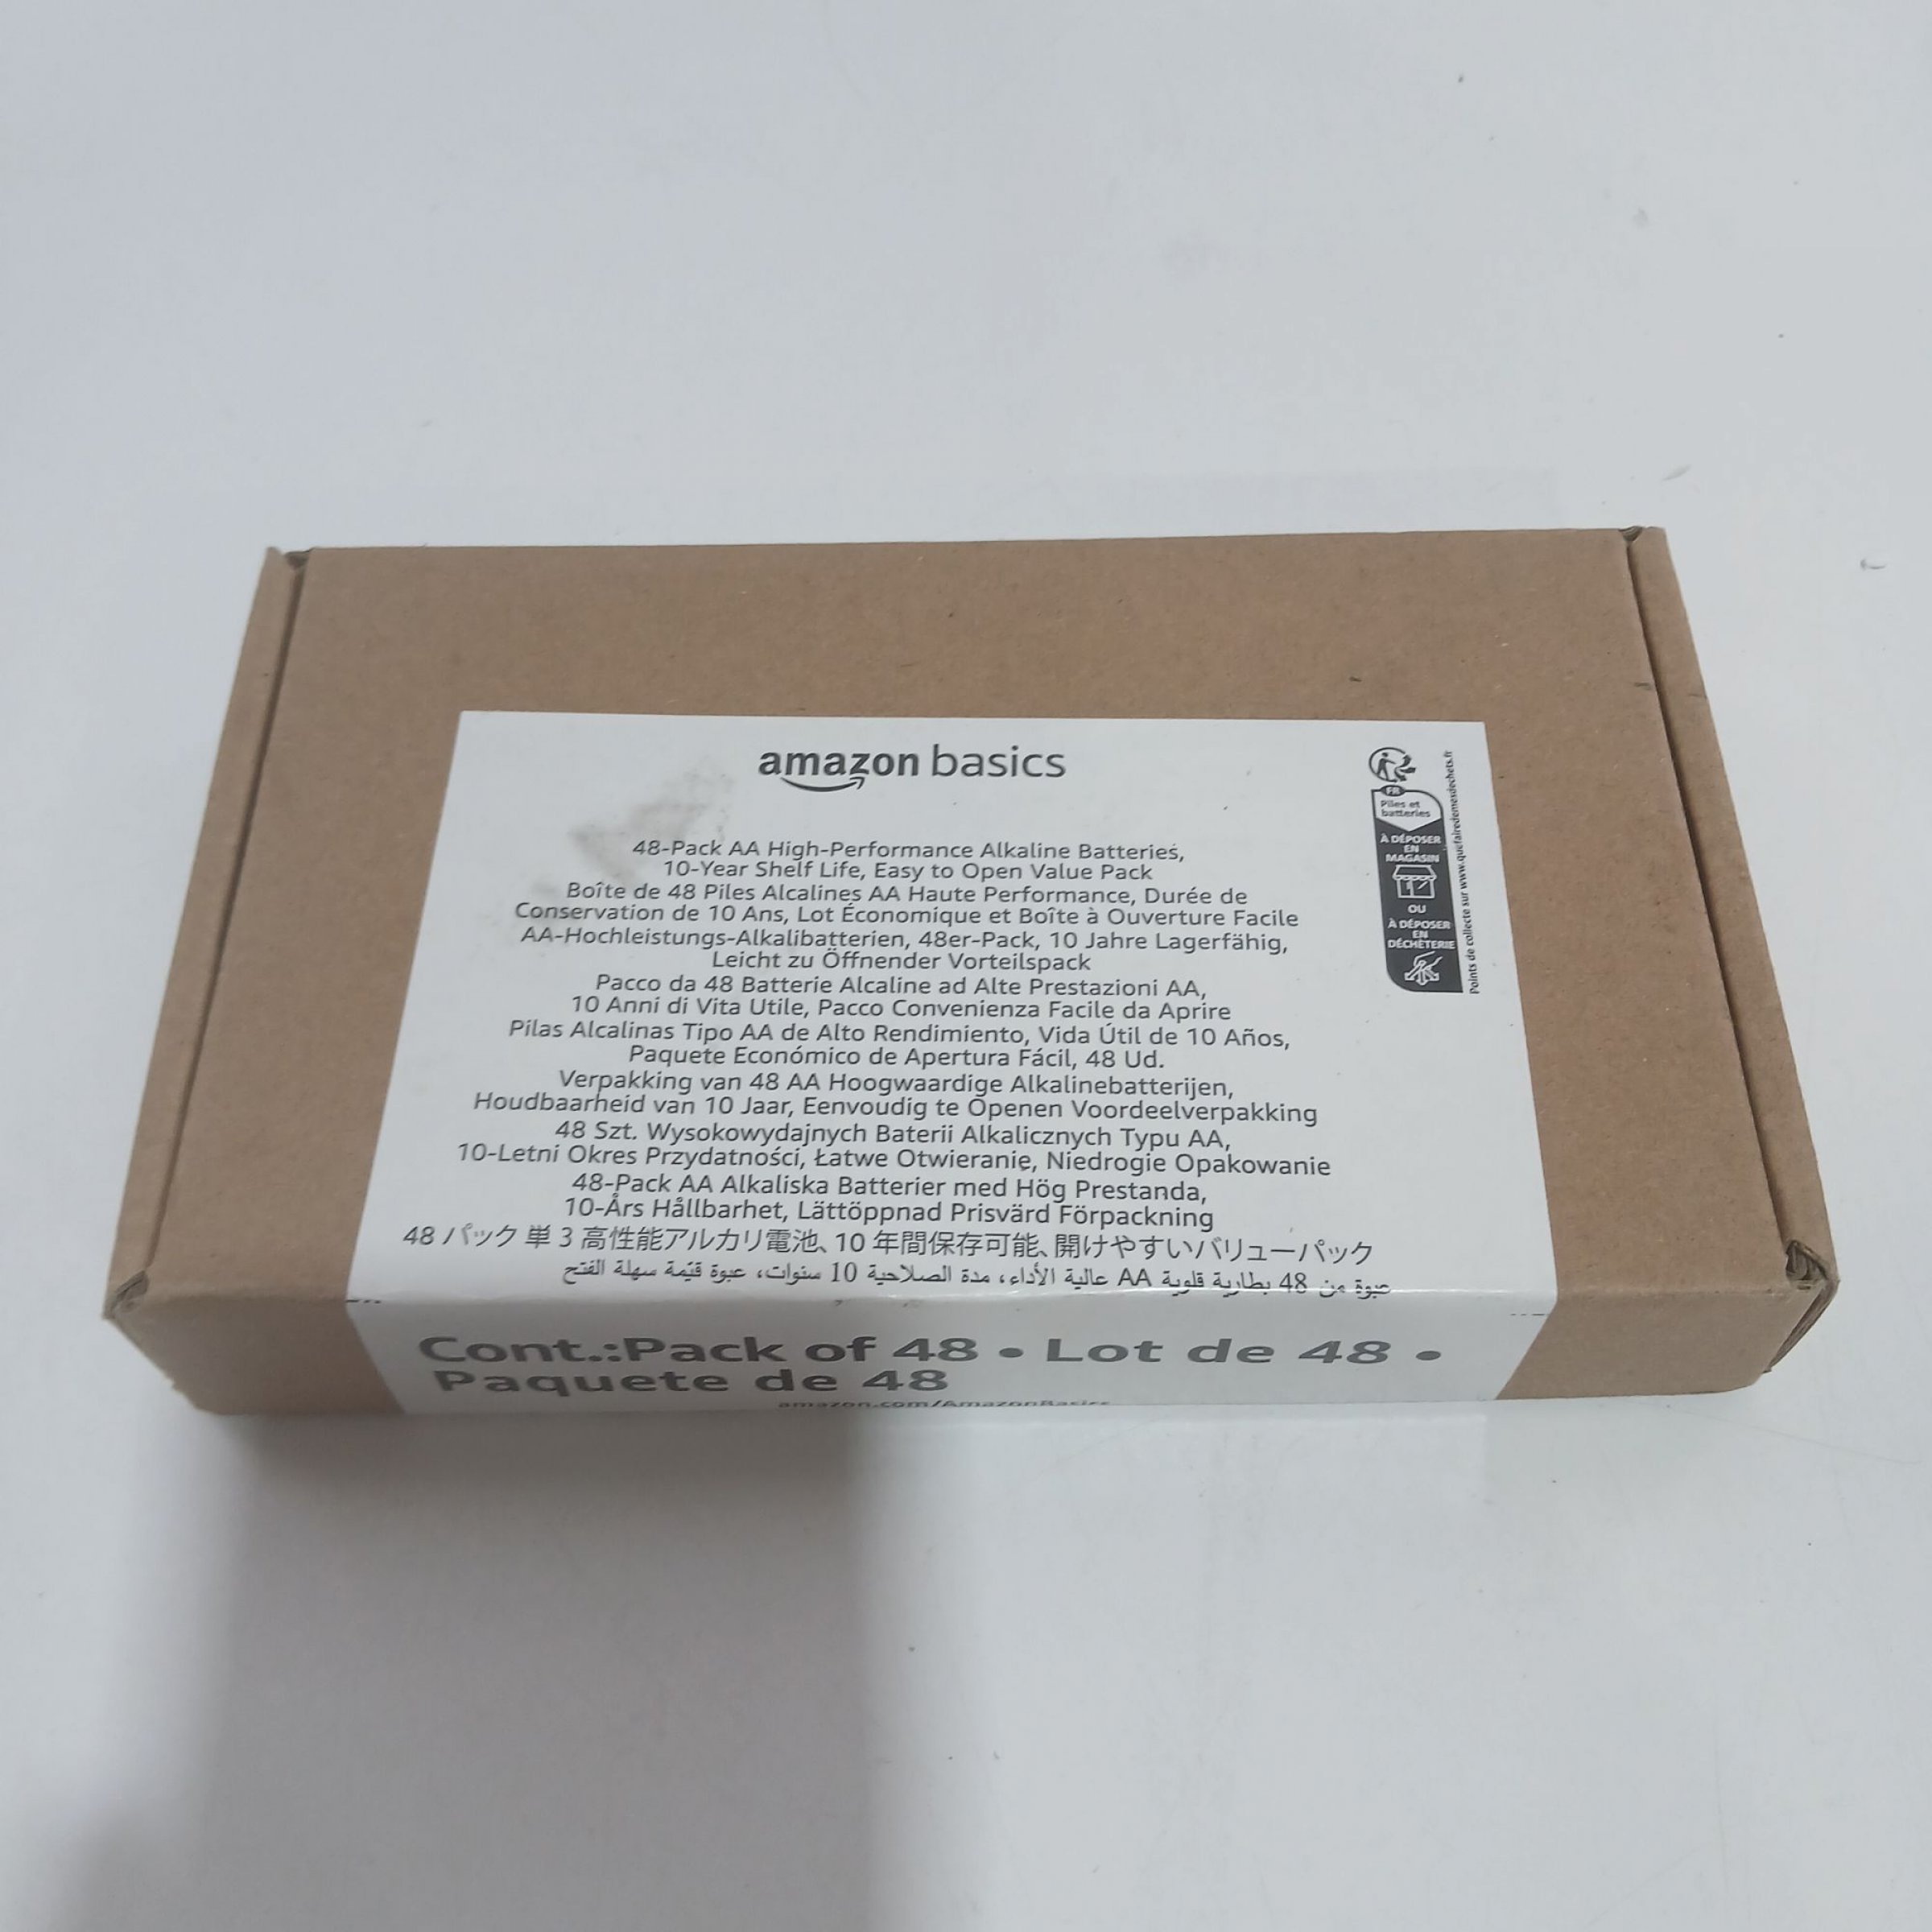 amazon basics
48-Pack AA High-Performance Alkaline Batteries,
10-Year Shelf Life, Easy to Open Value Pack
Boîte de 48 Piles Alcalines AA Haute Performance, Durée de
Conservation de 10 Ans, Lot Économique et Boîte à Ouverture Facile
AA-Hochleistungs-Alkalibatterien, 48er-Pack, 10 Jahre Lagerfähig,
Leicht zu Öffnender Vorteilspack
Pacco da 48 Batterie Alcaline ad Alte Prestazioni AA,
10 Anni di Vita Utile, Pacco Convenienza Facile da Aprire
Pilas Alcalinas Tipo AA de Alto Rendimiento, Vida Útil de 10 Años,
Paquete Económico de Apertura Fácil, 48 Ud.
Verpakking van 48 AA Hoogwaardige Alkalinebatterijen,
Houdbaarheid van 10 Jaar, Eenvoudig te Openen Voordeelverpakking
48 Szt. Wysokowydajnych Baterii Alkalicznych Typu AA,
10-Letni Okres Przydatności, Łatwe Otwieranie, Niedrogie Opakowanie
48-Pack AA Alkaliska Batterier med Hög Prestanda,
10-Års Hållbarhet, Lättöppnad Prisvärd Förpackning
48 パック 単 3 高性能アルカリ電池、10 年間保存可能、開けやすいバリューパック
عبوة من 48 بطارية قلوية AA عالية الأداء، مدة الصلاحية 10 سنوات، عبوة قيّمة سهلة الفتح
FR
Piles et
batteries
À DÉPOSER
EN
MAGASIN
OU
À DÉPOSER
EN
DÉCHÈTERIE
Points de collecte sur www.quefairedemesdechets.fr
Cont.:Pack of 48 • Lot de 48 •
Paquete de 48
amazon.com/AmazonBasics